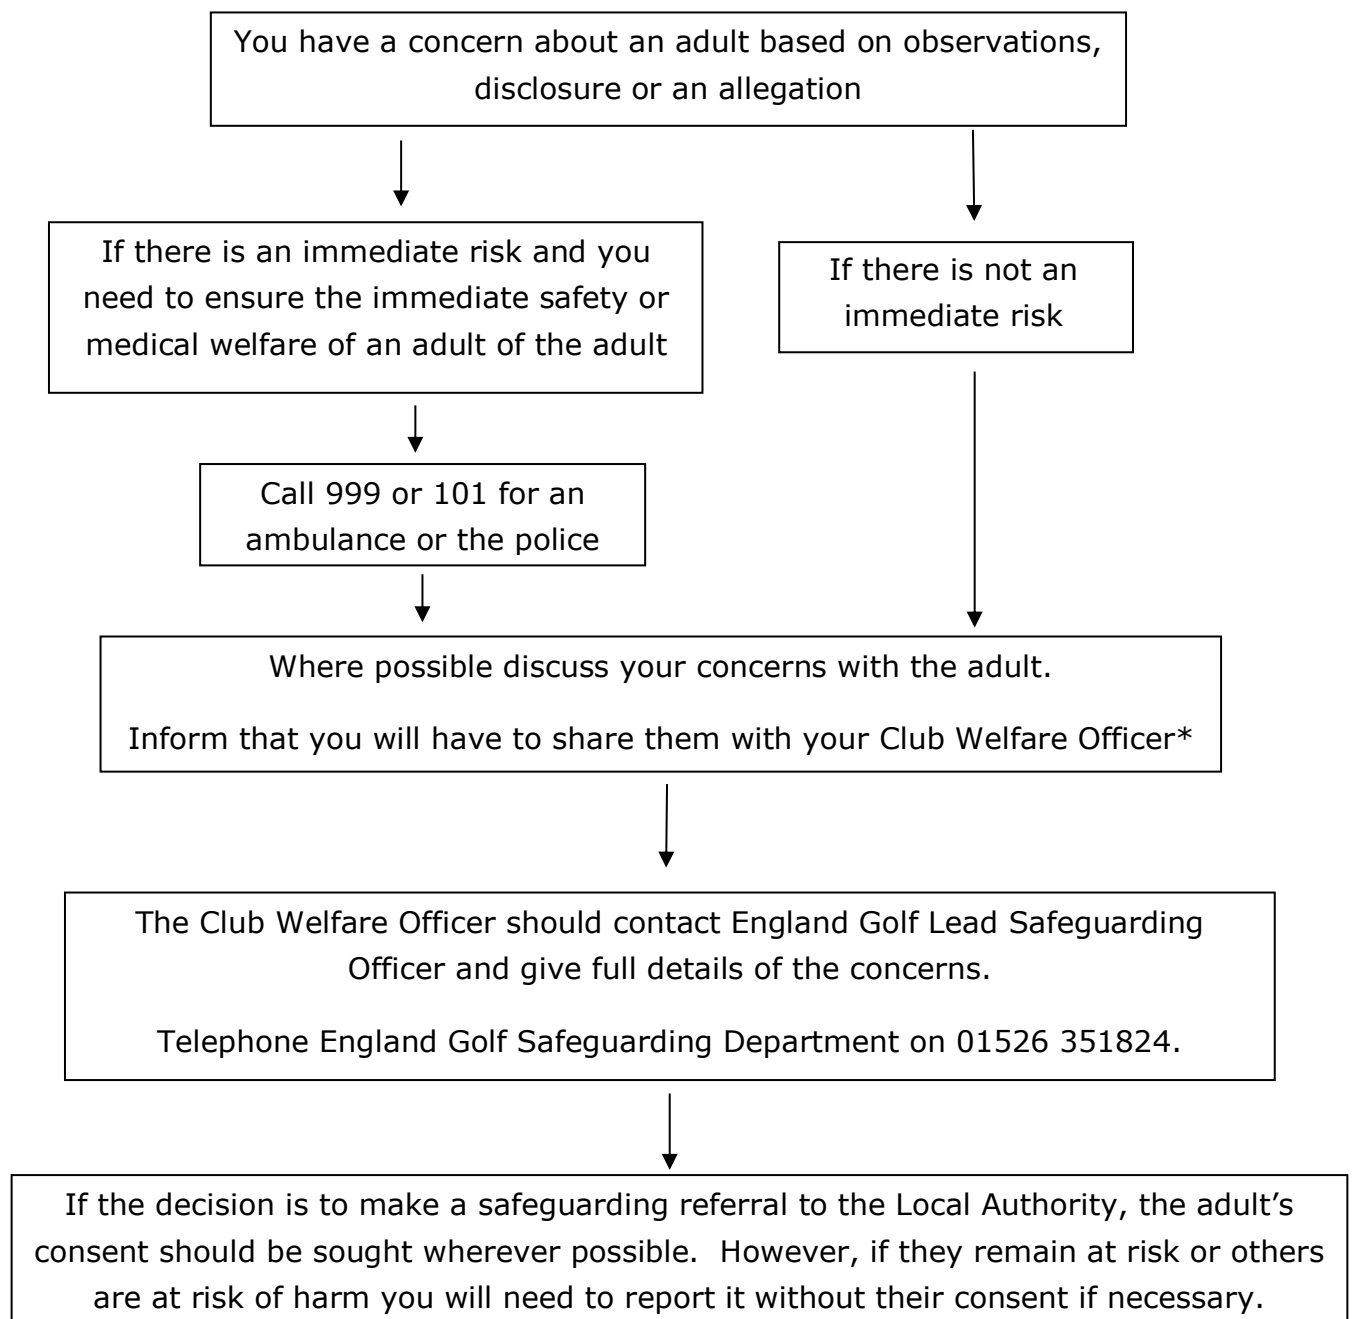 You have a concern about an adult based on observations,
disclosure or an allegation
If there is an immediate risk and you
need to ensure the immediate safety or
medical welfare of an adult of the adult
If there is not an
immediate risk
Call 999 or 101 for an
ambulance or the police
Where possible discuss your concerns with the adult.
Inform that you will have to share them with your Club Welfare Officer*
The Club Welfare Officer should contact England Golf Lead Safeguarding
Officer and give full details of the concerns.
Telephone England Golf Safeguarding Department on 01526 351824.
If the decision is to make a safeguarding referral to the Local Authority, the adult’s
consent should be sought wherever possible.  However, if they remain at risk or others
are at risk of harm you will need to report it without their consent if necessary.